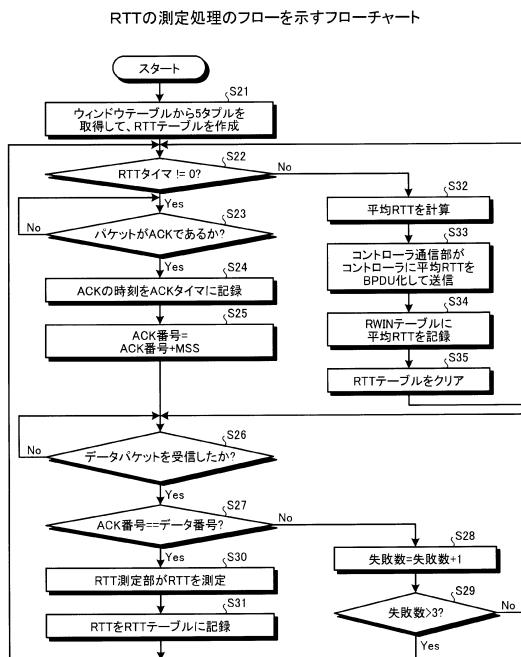 RTTの測定処理のフローを示すフローチャート
スタート
S21
ウィンドウテーブルから5タプルを
取得して、RTTテーブルを作成
S22
RTTタイマ != 0?
No
Yes
S23
パケットがACKであるか?
No
Yes
S24
ACKの時刻をACKタイマに記録
S25
ACK番号=
ACK番号+MSS
S32
平均RTTを計算
S33
コントローラ通信部が
コントローラに平均RTTを
BPDU化して送信
S34
RWINテーブルに
平均RTTを記録
S35
RTTテーブルをクリア
S26
データパケットを受信したか?
No
Yes
S27
ACK番号==データ番号?
No
Yes
S28
失敗数=失敗数+1
S29
失敗数>3?
No
Yes
S30
RTT測定部がRTTを測定
S31
RTTをRTTテーブルに記録